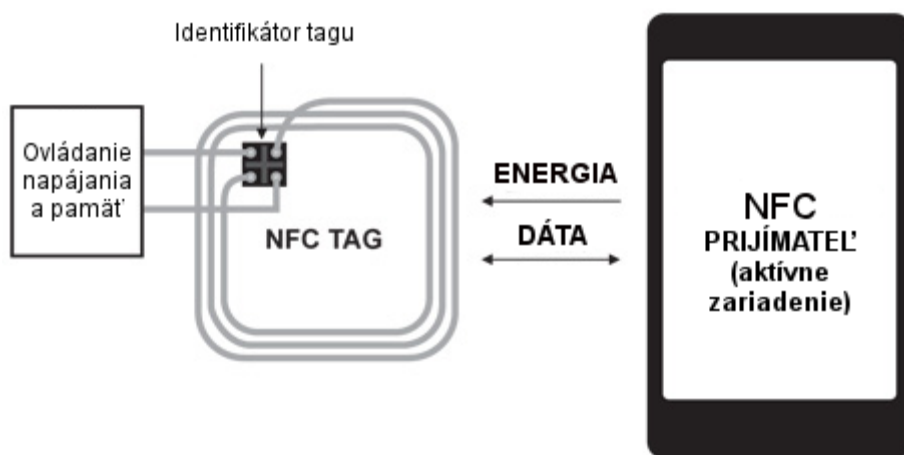 Identifikátor tagu
Ovládanie
napájania
a pamäť
NFC TAG
ENERGIA
DÁTA
NFC
PRIJÍMATEĽ
(aktívne
zariadenie)